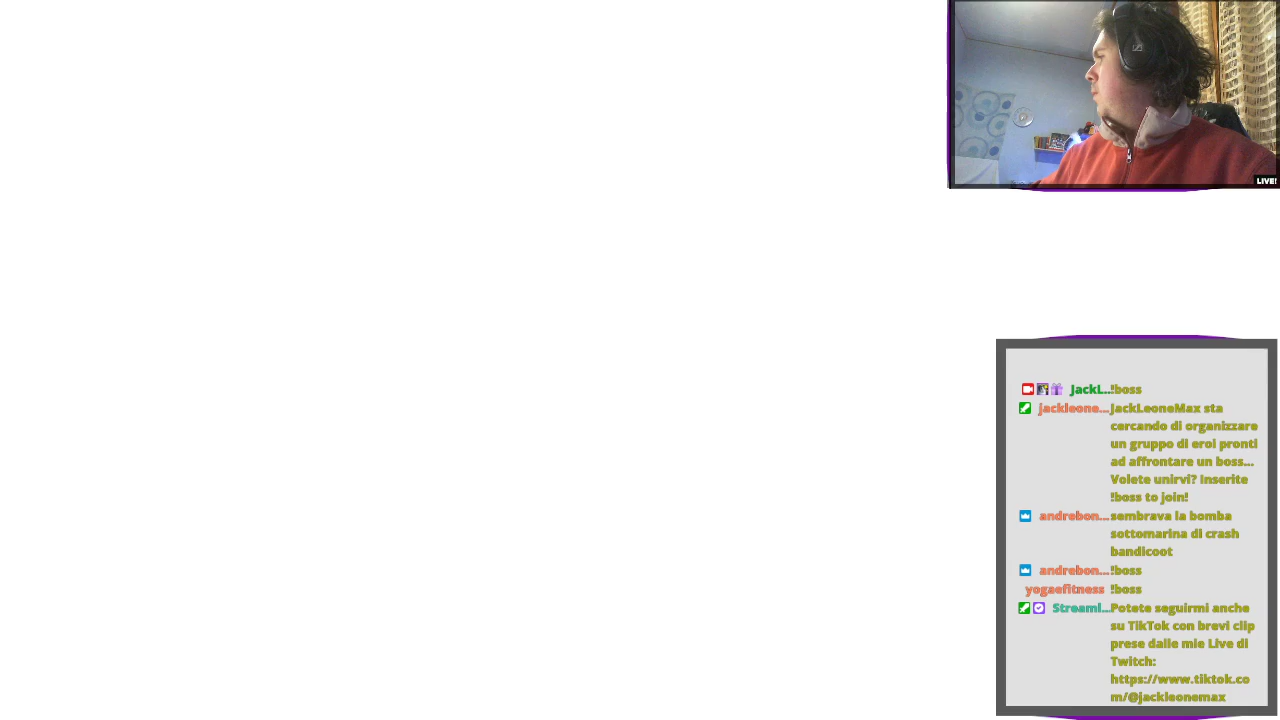 LIVE!
JackL...!boss
jackleone...JackLeoneMax sta
cercando di organizzare
un gruppo di eroi pronti
ad affrontare un boss...
Volete unirvi? Inserite
!boss to join!
andrebon...sembrava la bomba
sottomarina di crash
bandicoot
andrebon...!boss
yogaefitness !boss
Streaml...Potete seguirmi anche
su TikTok con brevi clip
prese dalle mie Live di
Twitch:
https://www.tiktok.co
m/@jackleonemax